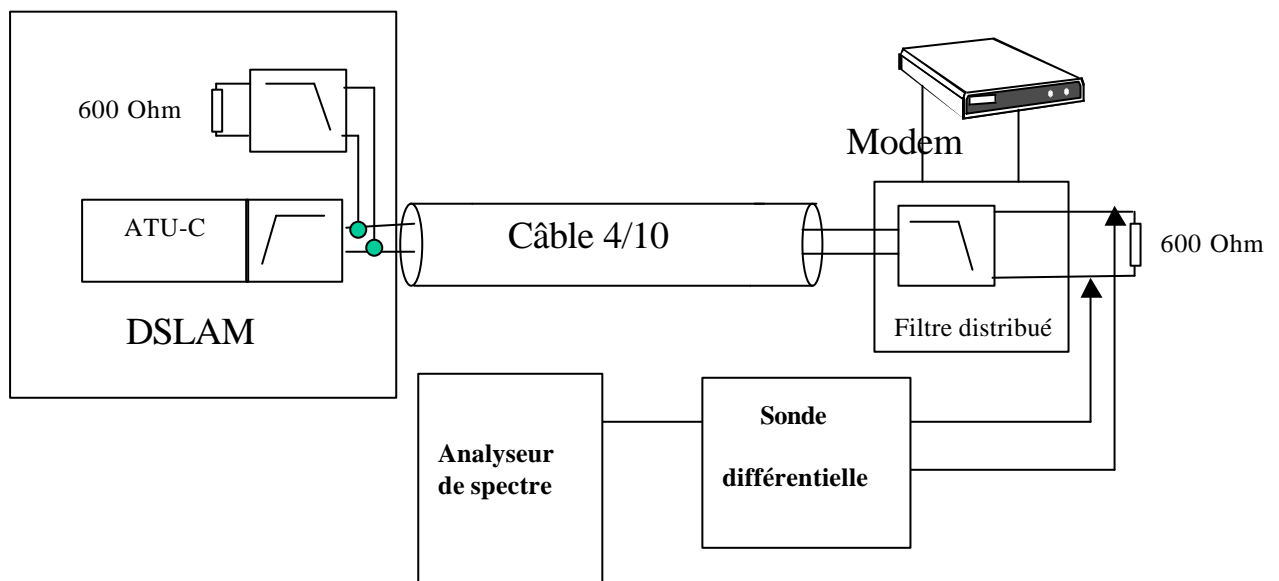 600 Ohm
Modem
ATU-C
Câble 4/10
600 Ohm
DSLAM
Filtre distribué
Sonde
différentielle
Analyseur
de spectre